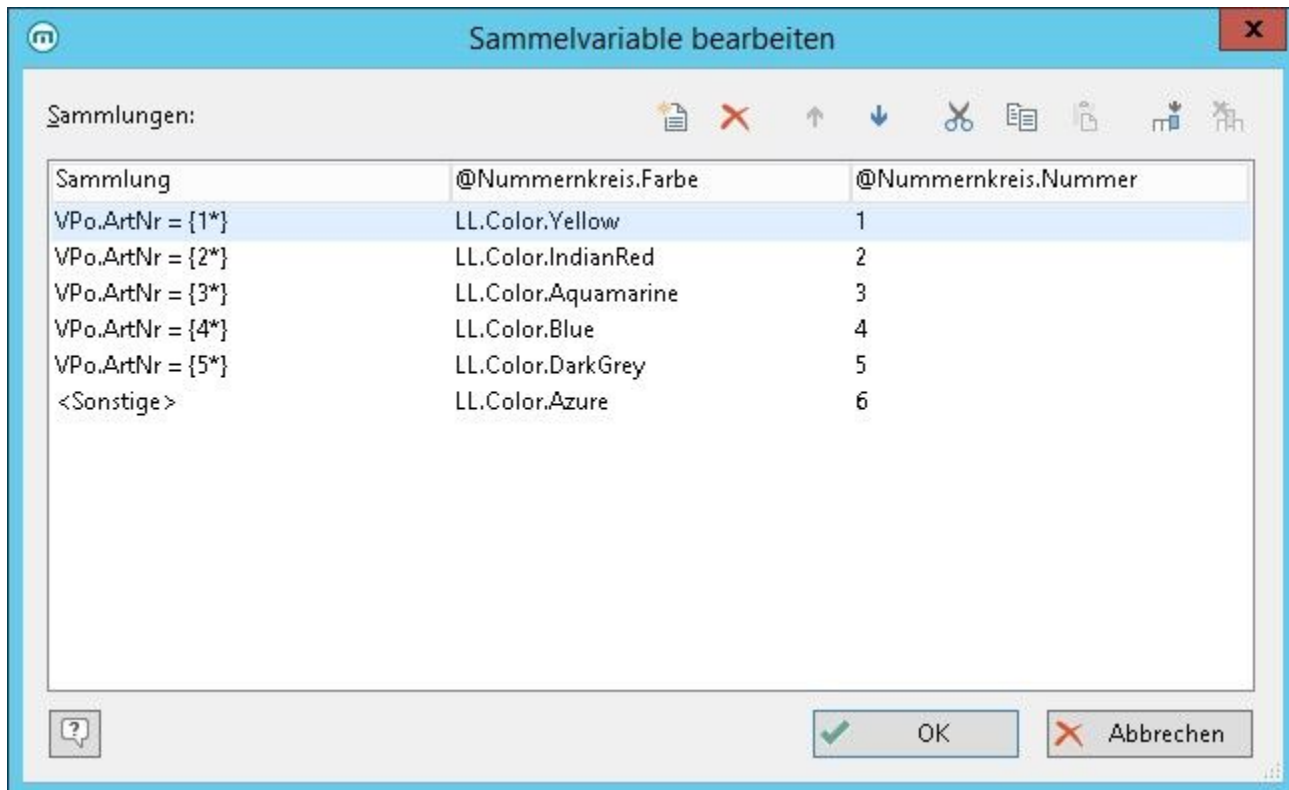 Sammelvariable bearbeiten
Sammlungen:
Sammlung @Nummernkreis.Farbe @Nummernkreis.Nummer
VPo.ArtNr = {1*} LL.Color.Yellow 1
VPo.ArtNr = {2*} LL.Color.IndianRed 2
VPo.ArtNr = {3*} LL.Color.Aquamarine 3
VPo.ArtNr = {4*} LL.Color.Blue 4
VPo.ArtNr = {5*} LL.Color.DarkGrey 5
<Sonstige> LL.Color.Azure 6
OK Abbrechen